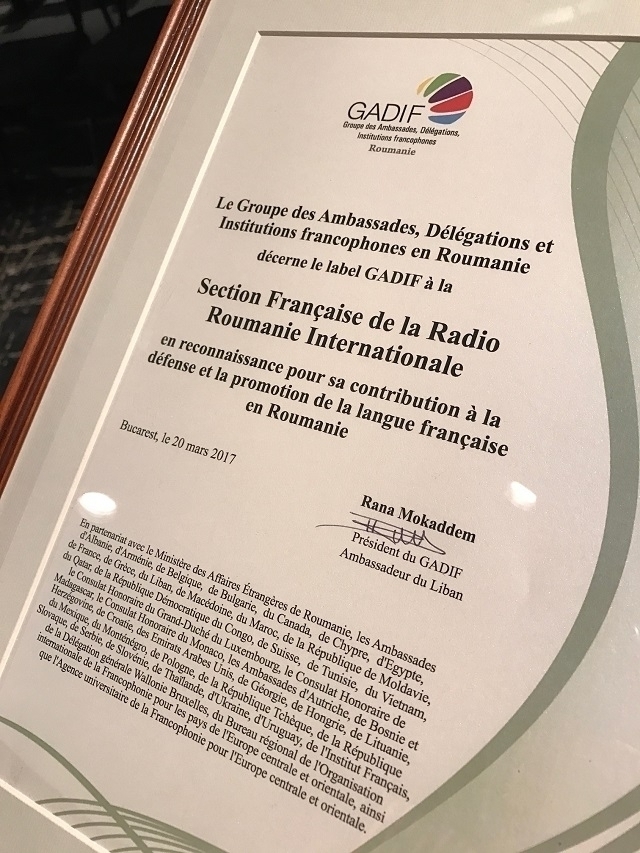 GADIF
Groupe des Ambassades, Délégations,
Institutions francophones
Roumanie
Le Groupe des Ambassades, Délégations et
Institutions francophones en Roumanie
décerne le label GADIF à la
Section Française de la Radio
Roumanie Internationale
en reconnaissance pour sa contribution à la
défense et la promotion de la langue française
en Roumanie
Bucarest, le 20 mars 2017
Rana Mokaddem
Président du GADIF
Ambassadeur du Liban
En partenariat avec le Ministère des Affaires Étrangères de Roumanie, les Ambassades
d'Albanie, d'Arménie, de Belgique, de Bulgarie, du Canada, de Chypre, d'Egypte,
de France, de Grèce, du Liban, de Macédoine, du Maroc, de la République de Moldavie,
du Qatar, de la République Démocratique du Congo, de Suisse, de Tunisie, du Vietnam,
le Consulat Honoraire du Grand-Duché du Luxembourg, le Consulat Honoraire de
Madagascar, le Consulat Honoraire du Monaco, les Ambassades d'Autriche, de Bosnie et
Herzégovine, de Croatie, des Emirats Arabes Unis, de Géorgie, de Hongrie, de Lituanie,
du Mexique, du Monténégro, de Pologne, de la République Tchèque, de la République
Slovaque, de Serbie, de Slovénie, de Thaïlande, d'Ukraine, d'Uruguay, de l'Institut Français,
de la Délégation générale Wallonie Bruxelles, du Bureau régional de l'Organisation
internationale de la Francophonie pour les pays de l'Europe centrale et orientale, ainsi
que l'Agence universitaire de la Francophonie pour l'Europe centrale et orientale.